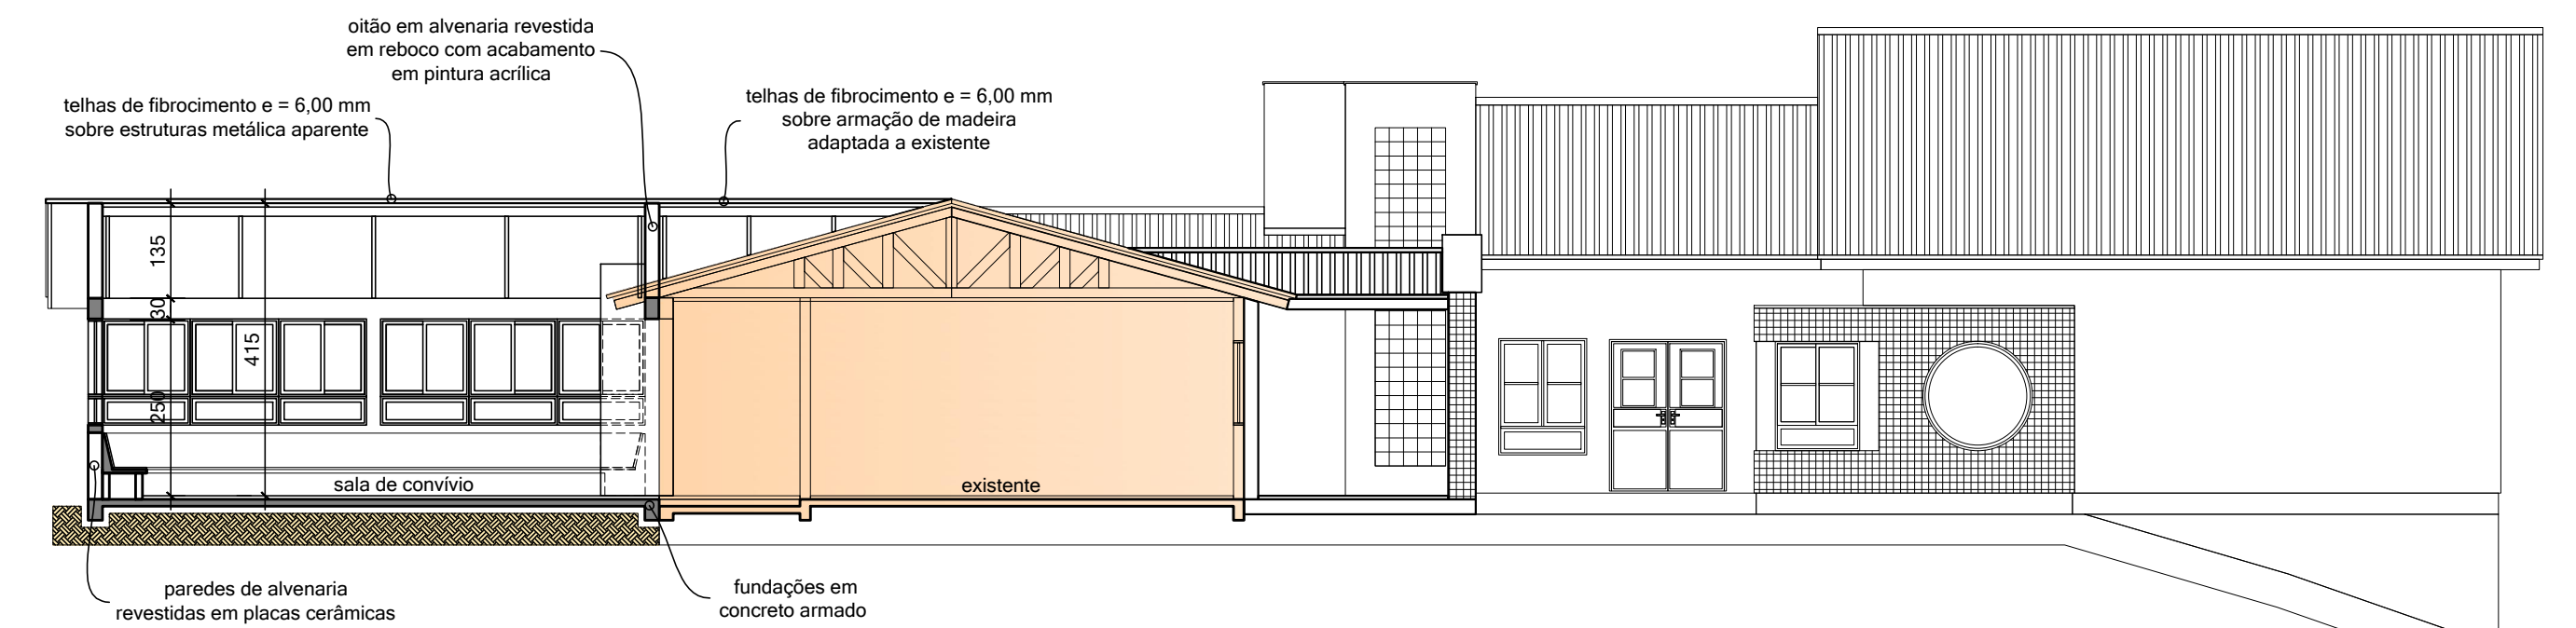 oitão em alvenaria revestida
em reboco com acabamento
em pintura acrílica
telhas de fibrocimento e = 6,00 mm
sobre estruturas metálica aparente
telhas de fibrocimento e = 6,00 mm
sobre armação de madeira
adaptada a existente
135
30
415
250
sala de convívio
existente
paredes de alvenaria
revestidas em placas cerâmicas
fundações em
concreto armado